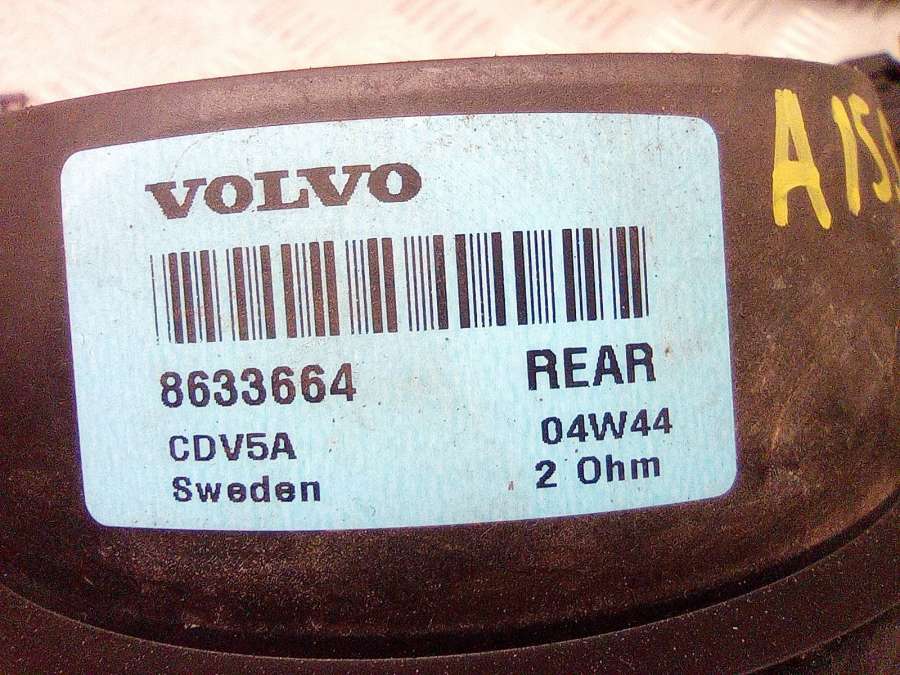 VOLVO
8633664 REAR
CDV5A 04W44
Sweden 2 Ohm
A